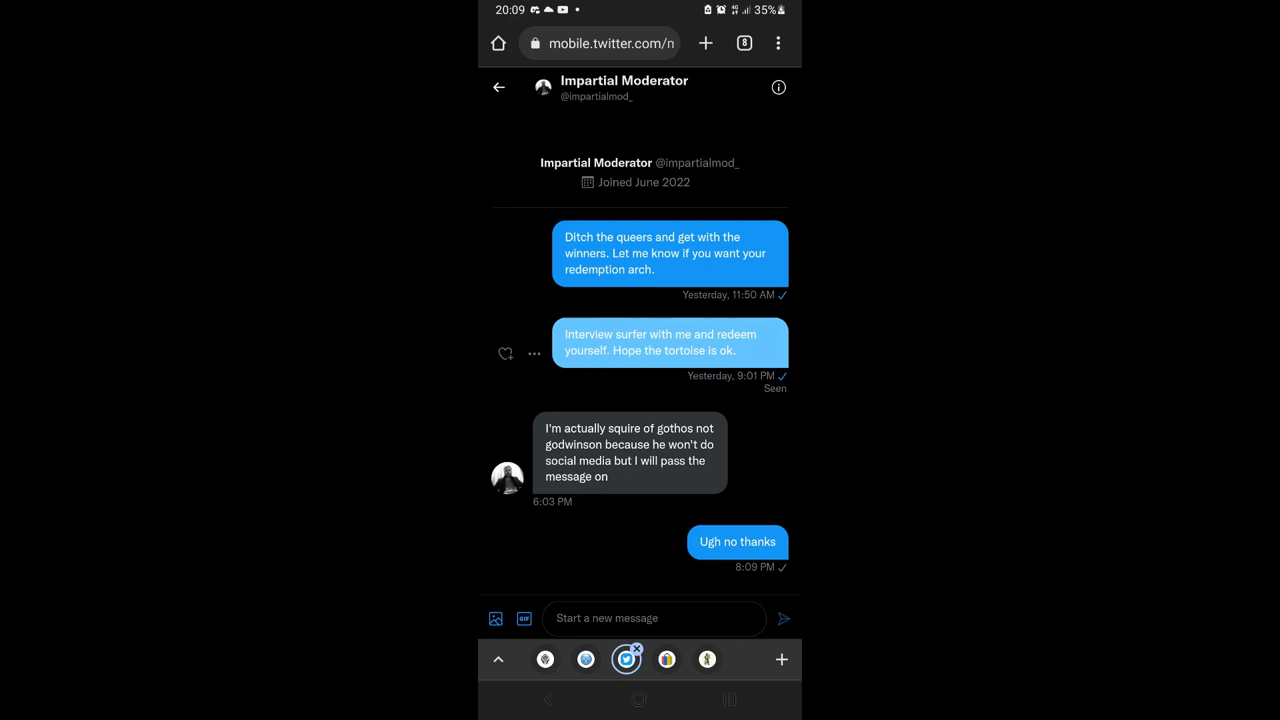 20:09
35%
mobile.twitter.com/n
8
Impartial Moderator
@impartialmod_
Impartial Moderator @impartialmod_
Joined June 2022
Ditch the queers and get with the
winners. Let me know if you want your
redemption arch.
Yesterday, 11:50 AM
Interview surfer with me and redeem
yourself. Hope the tortoise is ok.
Yesterday, 9:01 PM
Seen
I'm actually squire of gothos not
godwinson because he won't do
social media but I will pass the
message on
6:03 PM
Ugh no thanks
8:09 PM
GIF
Start a new message